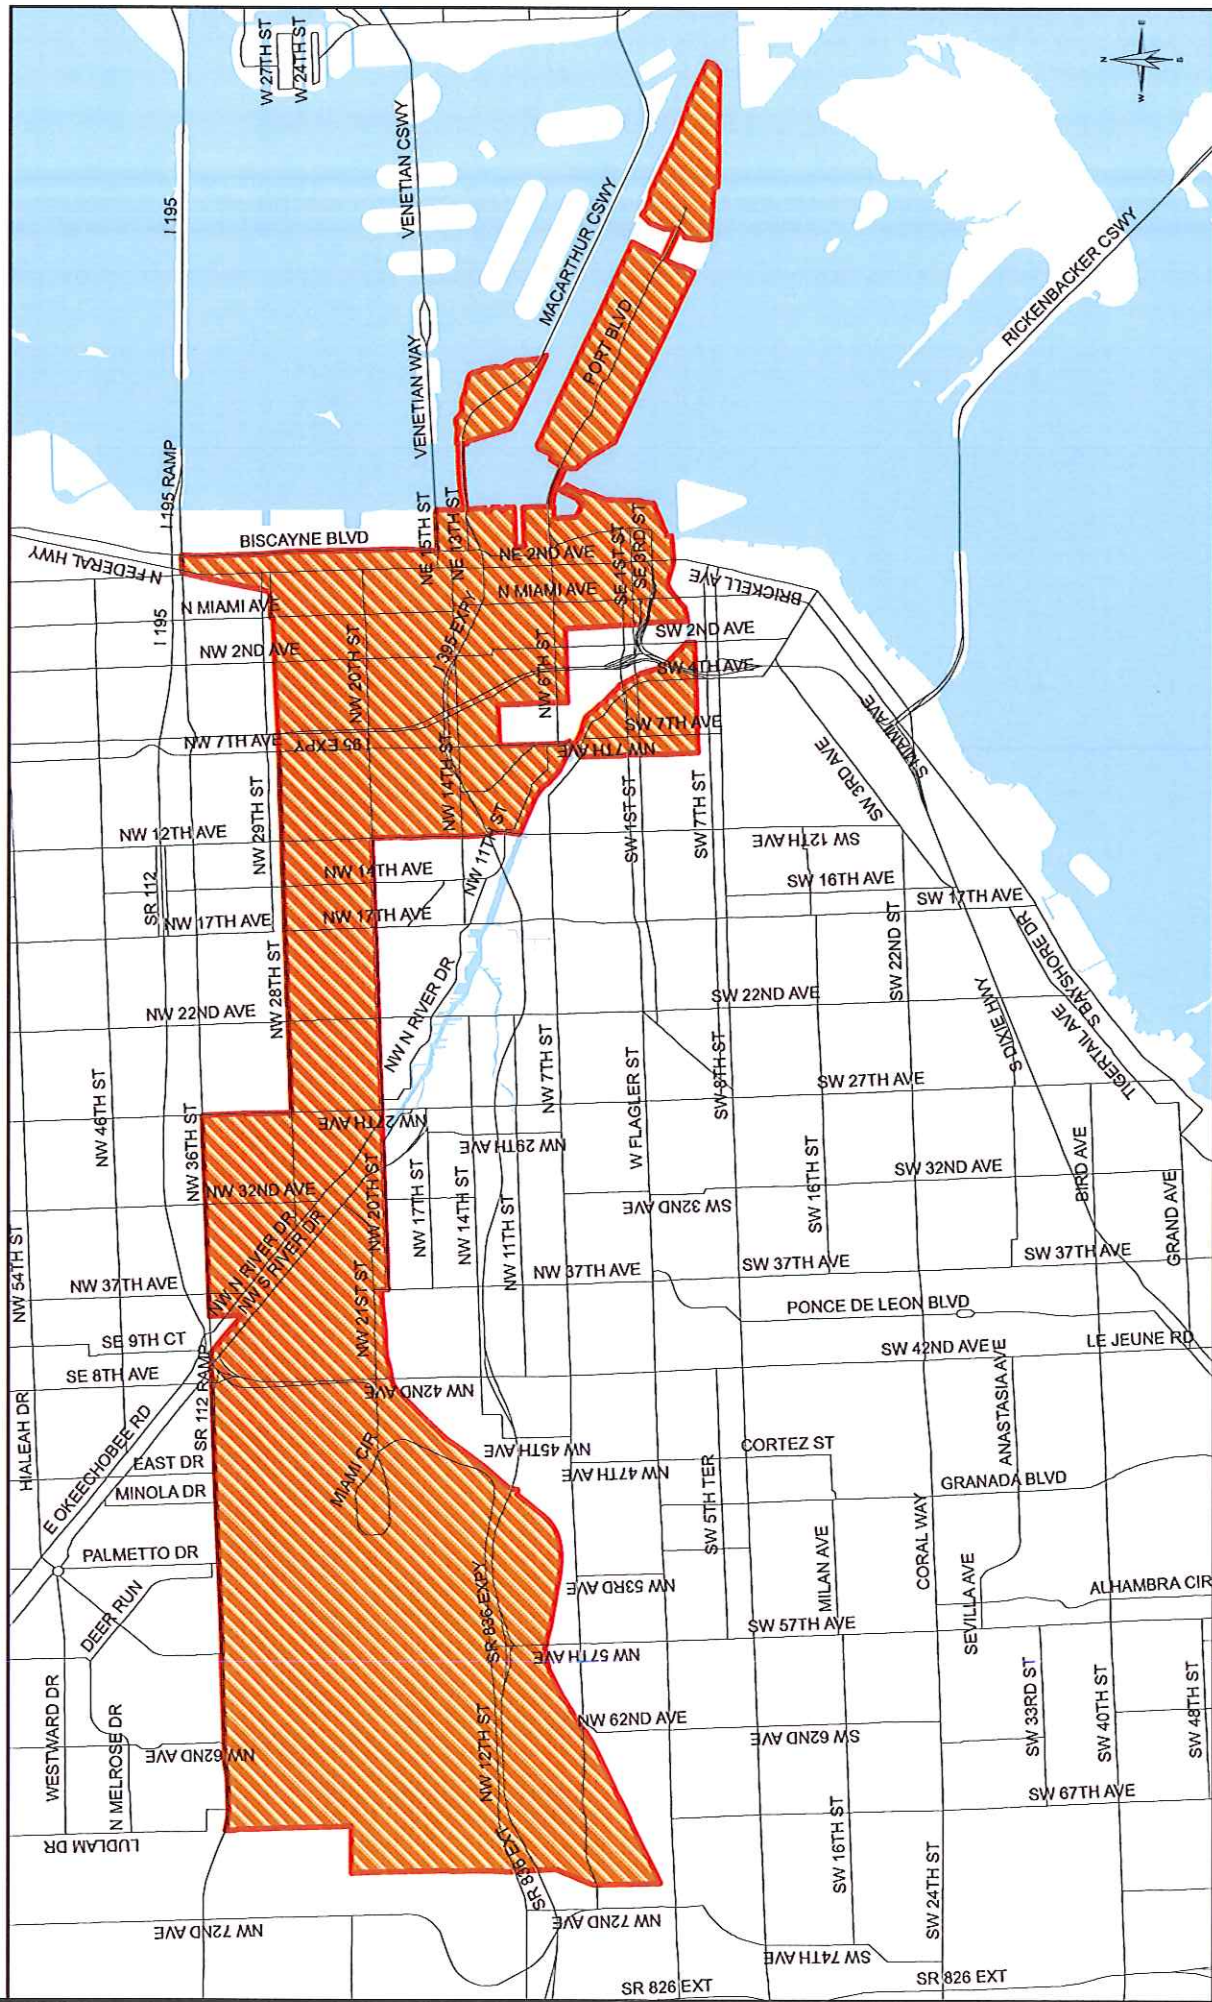 W 27TH ST
W 24TH ST
E
N
S
W
I 195
VENETIAN CSWY
MACARTHUR CSWY
RICKENBACKER CSWY
PORT BLVD
VENETIAN WAY
I 195 RAMP
N FEDERAL HWY
BISCAYNE BLVD
NE 15TH ST
NE 13TH ST
NE 2ND AVE
SE 1ST ST
SE 3RD ST
BRICKELL AVE
I 195
N MIAMI AVE
N MIAMI AVE
NW 2ND AVE
SW 2ND AVE
I 395 EXPY
NW 20TH ST
NW 6TH ST
SW 4TH AVE
NW 7TH AVE
I 95 EXPY
NW 14TH ST
NW 7TH AVE
SW 7TH AVE
S MIAMI AVE
SW 3RD AVE
NW 12TH AVE
NW 29TH ST
NW 11TH ST
SW 1ST ST
SW 7TH ST
SW 12TH AVE
SR 112
NW 14TH AVE
SW 16TH AVE
NW 17TH AVE
NW 17TH AVE
SW 17TH AVE
SW 22ND ST
S BAYSHORE DR
NW 28TH ST
NW 22ND AVE
NW N RIVER DR
SW 22ND AVE
S DIXIE HWY
TIGERTAIL AVE
NW 46TH ST
NW 36TH ST
NW 27TH AVE
NW 7TH ST
W FLAGLER ST
SW 8TH ST
SW 27TH AVE
NW 29TH AVE
NW 32ND AVE
NW 20TH ST
NW 17TH ST
NW 14TH ST
NW 11TH ST
SW 32ND AVE
SW 16TH ST
SW 32ND AVE
BIRD AVE
GRAND AVE
NW 54TH ST
NW 37TH AVE
NW N RIVER DR
NW S RIVER DR
NW 21ST ST
NW 37TH AVE
SW 37TH AVE
SW 37TH AVE
PONCE DE LEON BLVD
SE 9TH CT
SE 8TH AVE
SR 112 RAMP
NW 42ND AVE
SW 42ND AVE
LE JEUNE RD
HIALEAH DR
E OKEECHOBEE RD
EAST DR
MINOLA DR
MIAMI CIR
NW 45TH AVE
NW 47TH AVE
SW 5TH TER
CORTEZ ST
ANASTASIA AVE
GRANADA BLVD
PALMETTO DR
DEER RUN
SR 836 EXPY
NW 53RD AVE
MILAN AVE
CORAL WAY
SEVILLA AVE
ALHAMBRA CIR
NW 57TH AVE
SW 57TH AVE
WESTWARD DR
N MELROSE DR
NW 62ND AVE
NW 12TH ST
NW 62ND AVE
SW 62ND AVE
SW 33RD ST
SW 40TH ST
SW 48TH ST
SW 67TH AVE
LUDLAM DR
SR 836 EXT
SW 16TH ST
SW 24TH ST
NW 72ND AVE
NW 72ND AVE
SW 74TH AVE
SR 826 EXT
SR 826 EXT